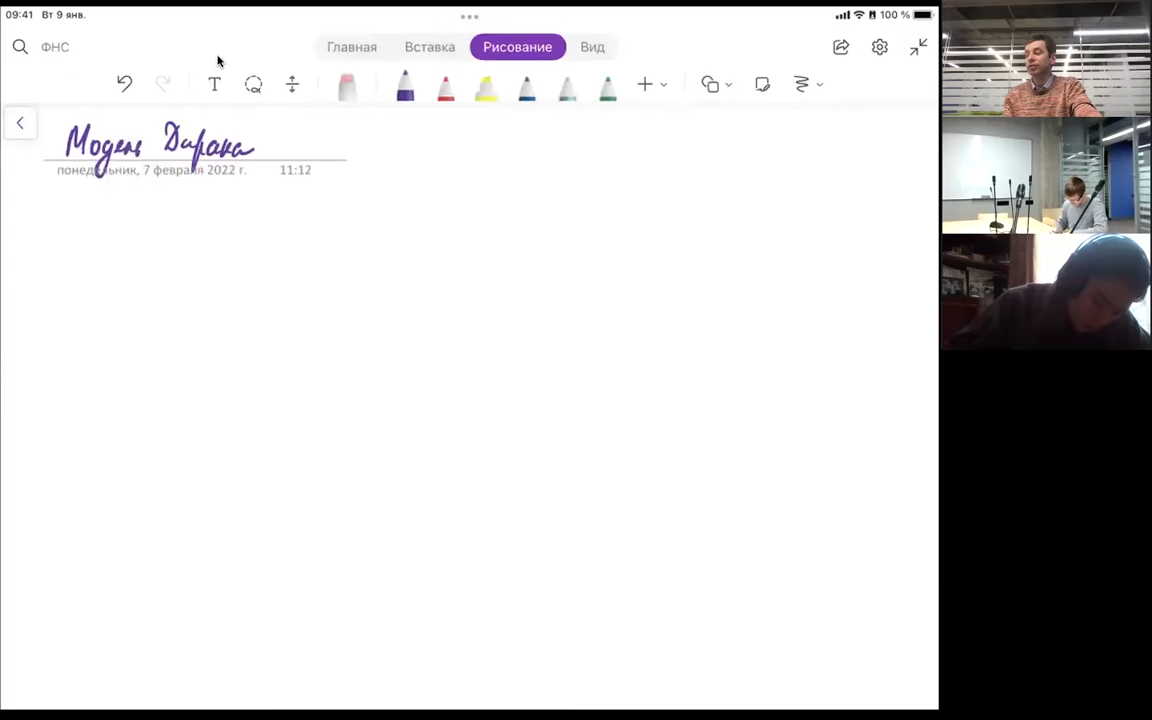 09:41 Вт 9 янв. 100 %
ФНС Главная Вставка Рисование Вид
T
Модель Дирака
понедельник, 7 февраля 2022 г. 11:12